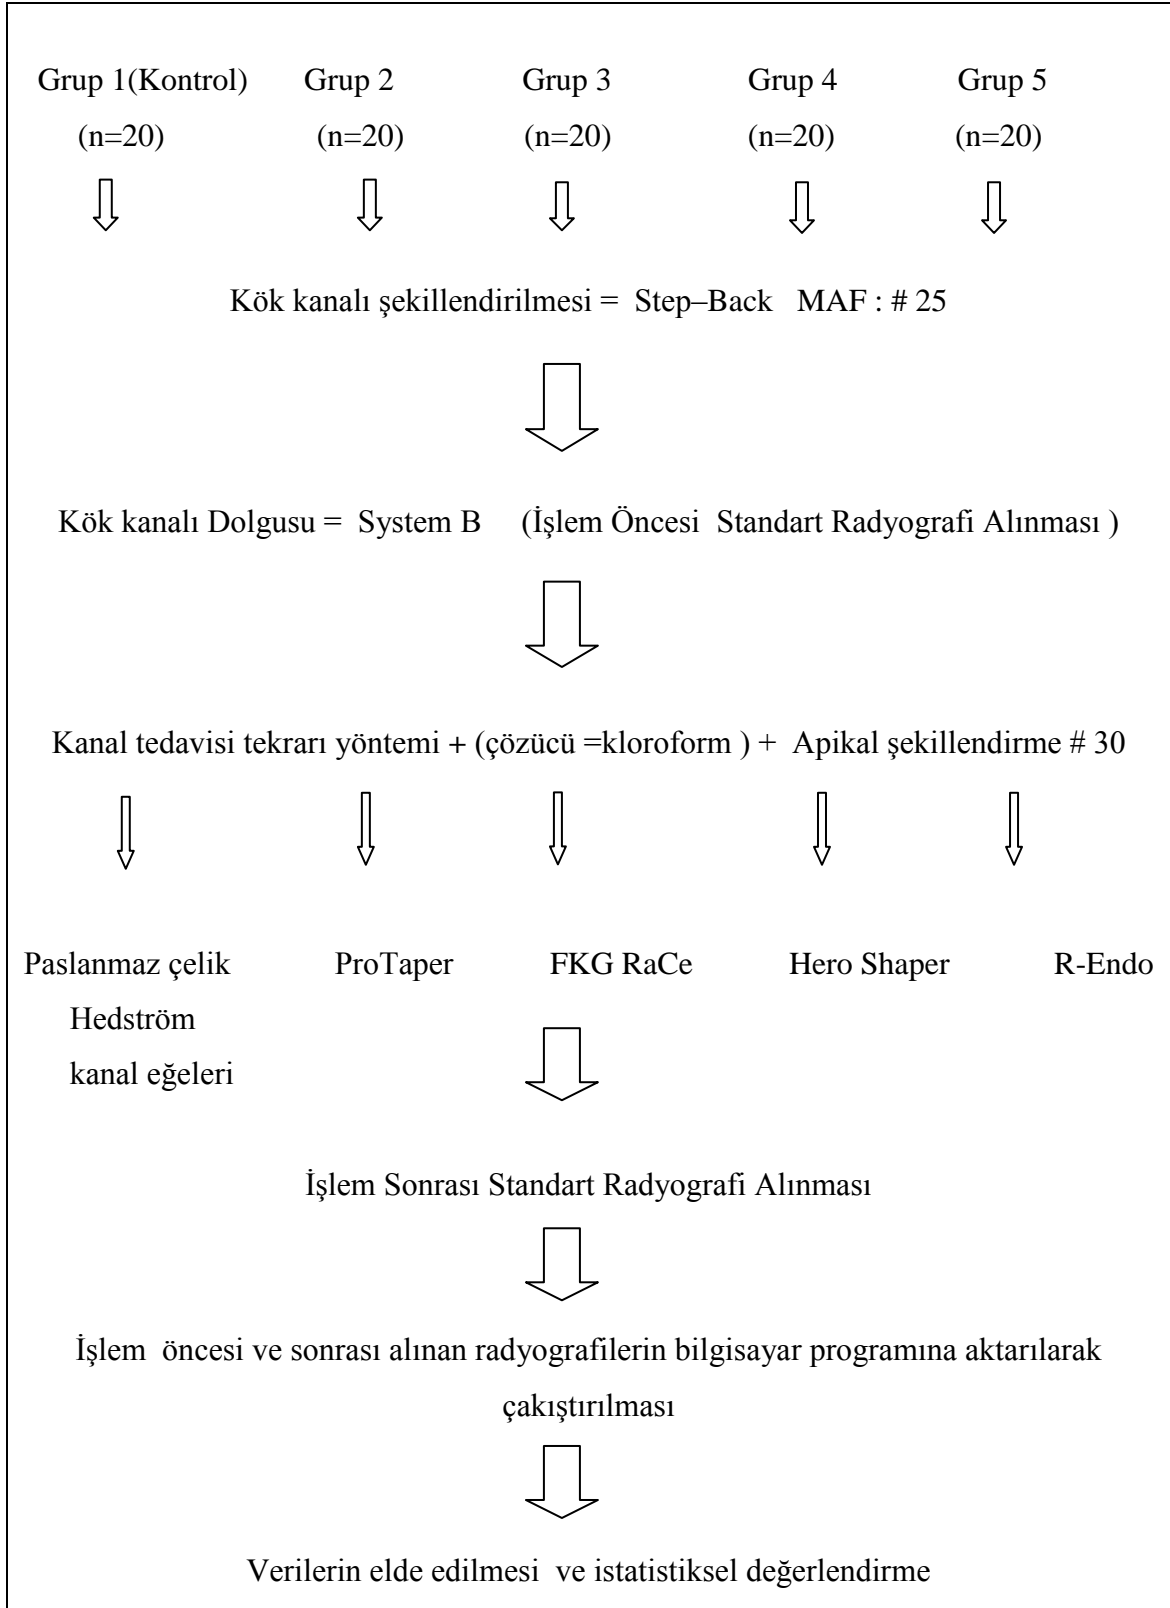 Grup 1(Kontrol) Grup 2 Grup 3 Grup 4 Grup 5
(n=20) (n=20) (n=20) (n=20) (n=20)
Kök kanalı şekillendirilmesi = Step–Back MAF : # 25
Kök kanalı Dolgusu = System B (İşlem Öncesi Standart Radyografi Alınması )
Kanal tedavisi tekrarı yöntemi + (çözücü =kloroform ) + Apikal şekillendirme # 30
Paslanmaz çelik ProTaper FKG RaCe Hero Shaper R-Endo
Hedström
kanal eğeleri
İşlem Sonrası Standart Radyografi Alınması
İşlem öncesi ve sonrası alınan radyografilerin bilgisayar programına aktarılarak
çakıştırılması
Verilerin elde edilmesi ve istatistiksel değerlendirme